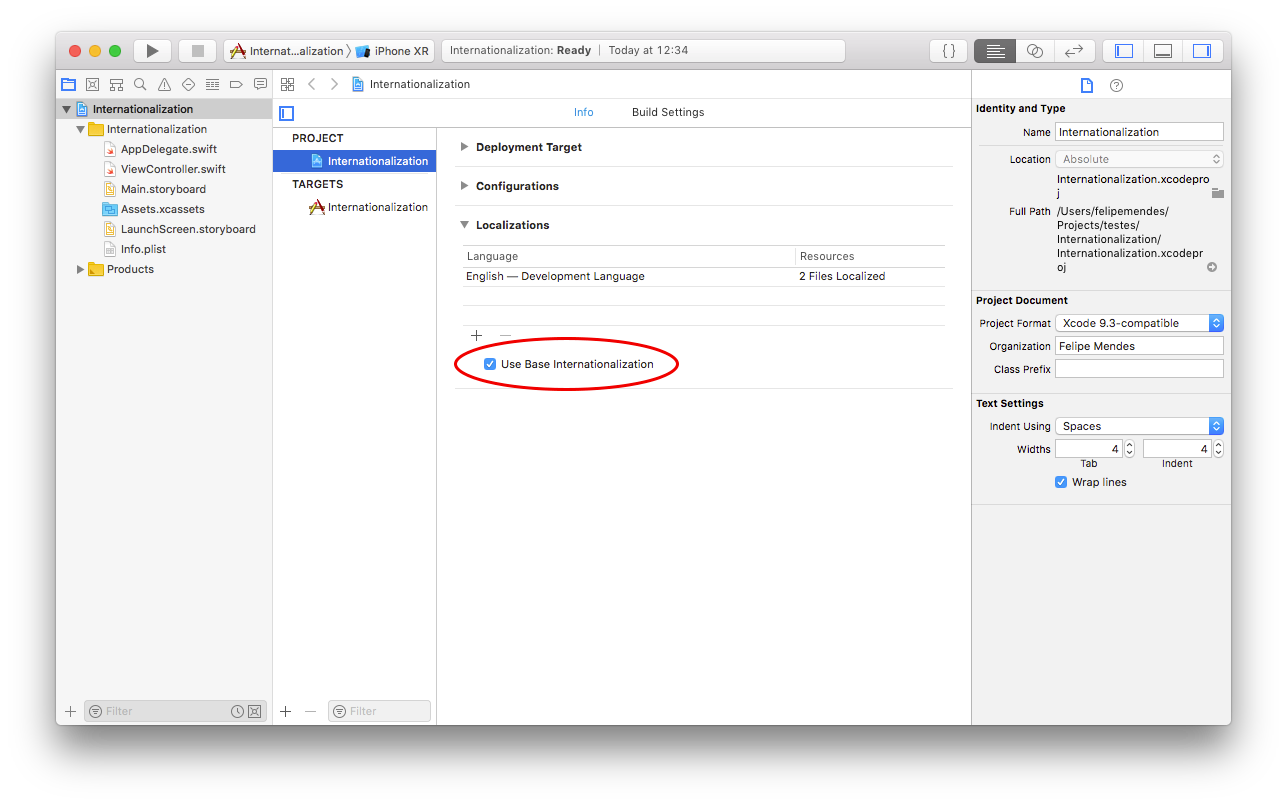 Internat...alization
iPhone XR
Internationalization: Ready | Today at 12:34
{ }
Internationalization
Internationalization
Internationalization
AppDelegate.swift
ViewController.swift
Main.storyboard
Assets.xcassets
LaunchScreen.storyboard
Info.plist
Products
Filter
Info
Build Settings
PROJECT
Internationalization
TARGETS
Internationalization
Filter
Deployment Target
Configurations
Localizations
Language
Resources
English — Development Language
2 Files Localized
Use Base Internationalization
Identity and Type
Name
Internationalization
Location
Absolute
Internationalization.xcodepro
j
Full Path
/Users/felipemendes/
Projects/testes/
Internationalization/
Internationalization.xcodepr
oj
Project Document
Project Format
Xcode 9.3-compatible
Organization
Felipe Mendes
Class Prefix
Text Settings
Indent Using
Spaces
Widths
4
4
Tab
Indent
Wrap lines